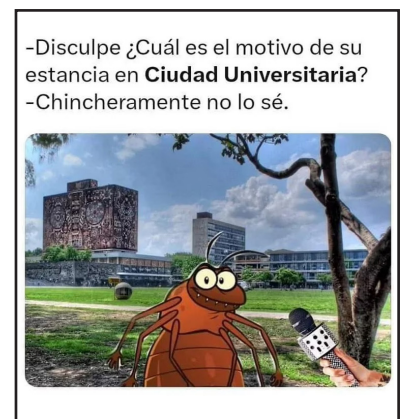 -Disculpe ¿Cuál es el motivo de su
estancia en Ciudad Universitaria?
-Chincheramente no lo sé.